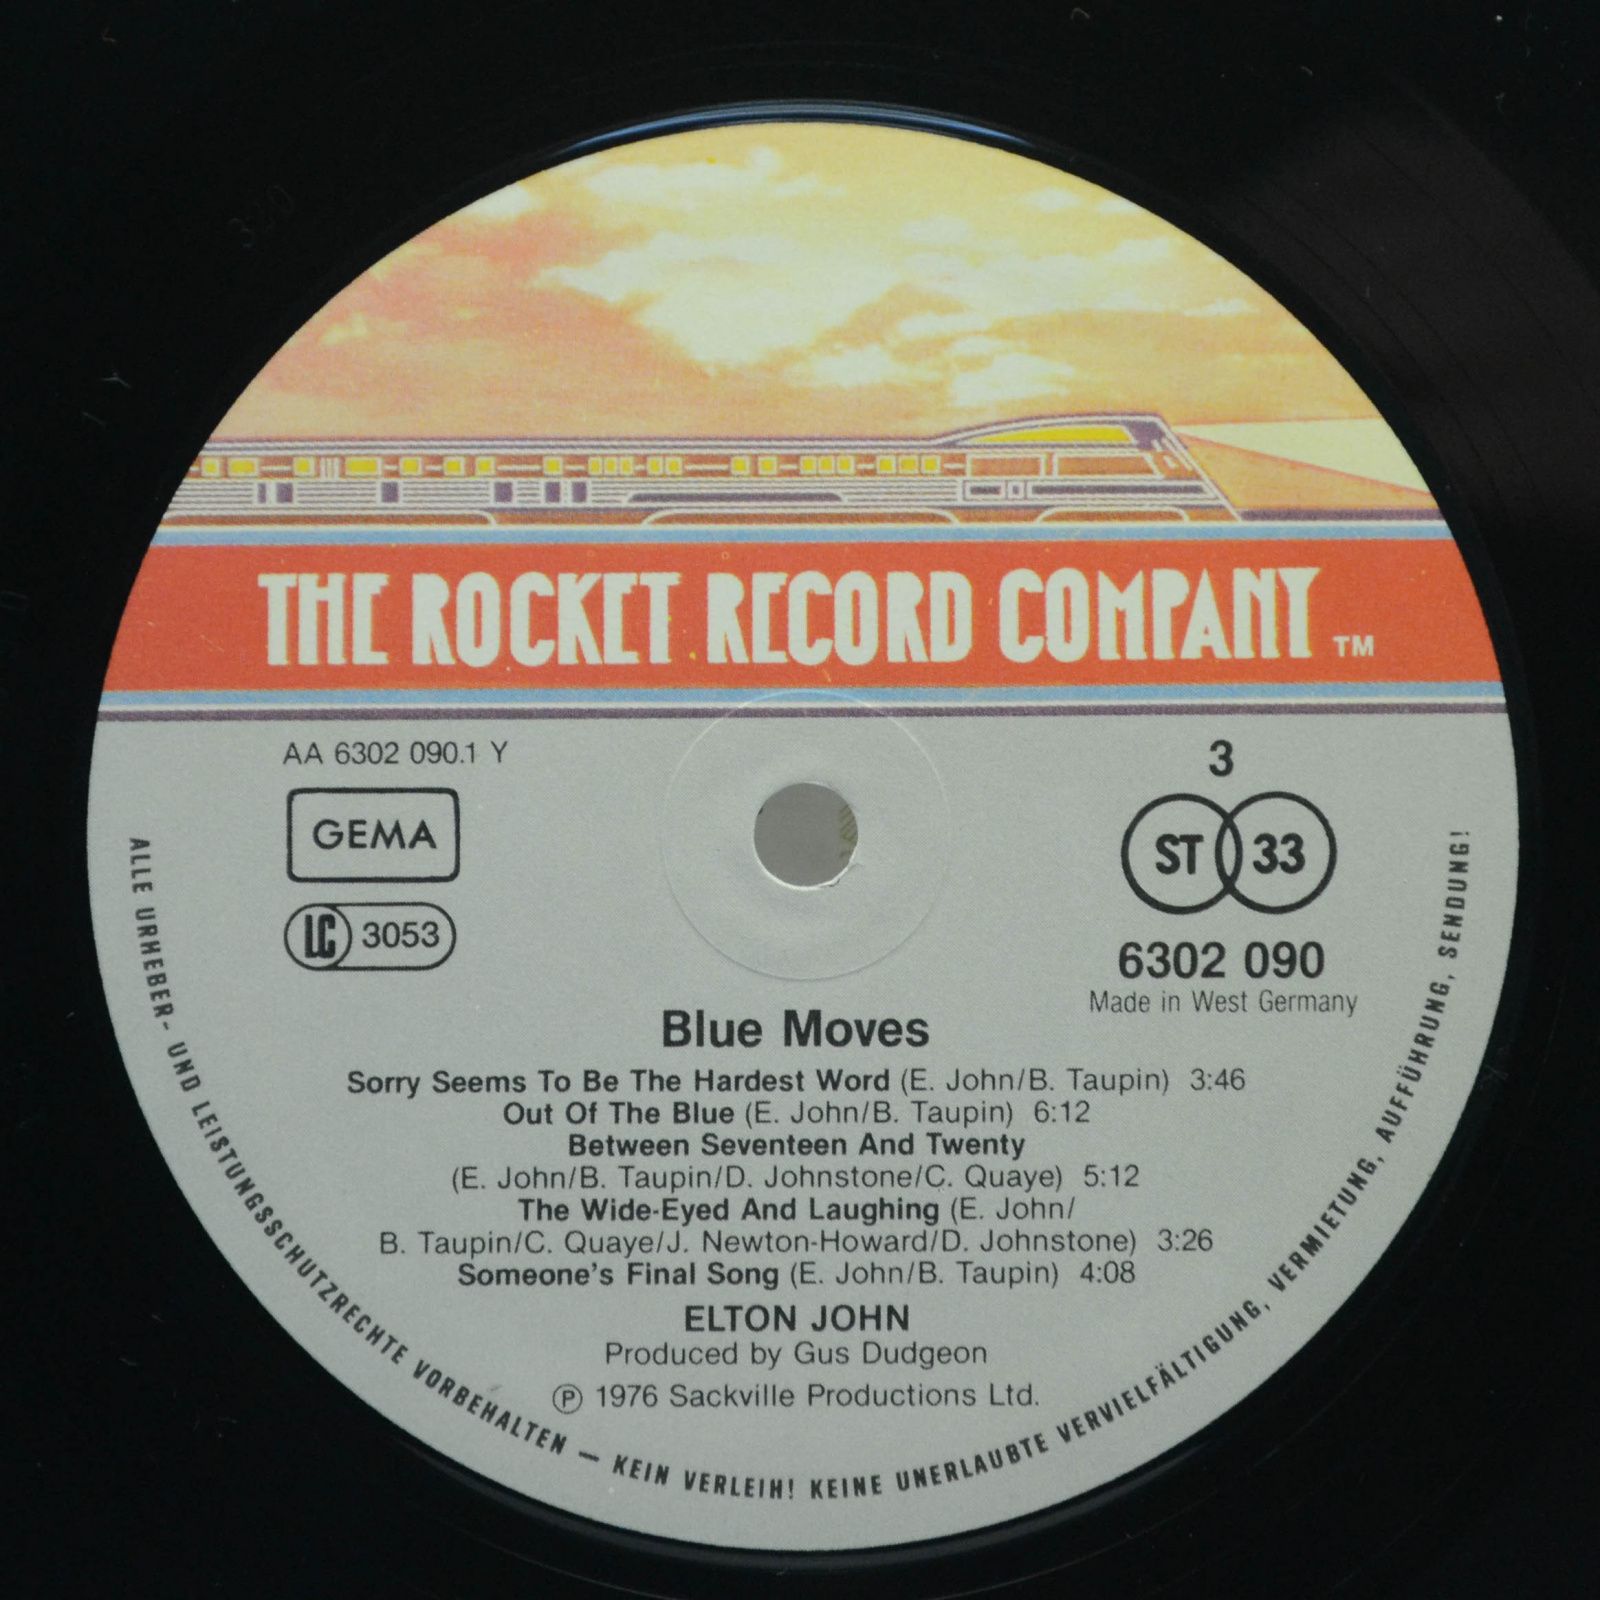 THE ROCKET RECORD COMPANY TM
AA 6302 090.1 Y
GEMA
LC 3053
3
ST 33
6302 090
Made in West Germany
Blue Moves
Sorry Seems To Be The Hardest Word (E. John/B. Taupin) 3:46
Out Of The Blue (E. John/B. Taupin) 6:12
Between Seventeen And Twenty
(E. John/B. Taupin/D. Johnstone/C. Quaye) 5:12
The Wide-Eyed And Laughing (E. John/
B. Taupin/C. Quaye/J. Newton-Howard/D. Johnstone) 3:26
Someone's Final Song (E. John/B. Taupin) 4:08
ELTON JOHN
Produced by Gus Dudgeon
℗ 1976 Sackville Productions Ltd.
ALLE URHEBER- UND LEISTUNGSSCHUTZRECHTE VORBEHALTEN – KEIN VERLEIH! KEINE UNERLAUBTE VERVIELFÄLTIGUNG, VERMIETUNG, AUFFÜHRUNG, SENDUNG!